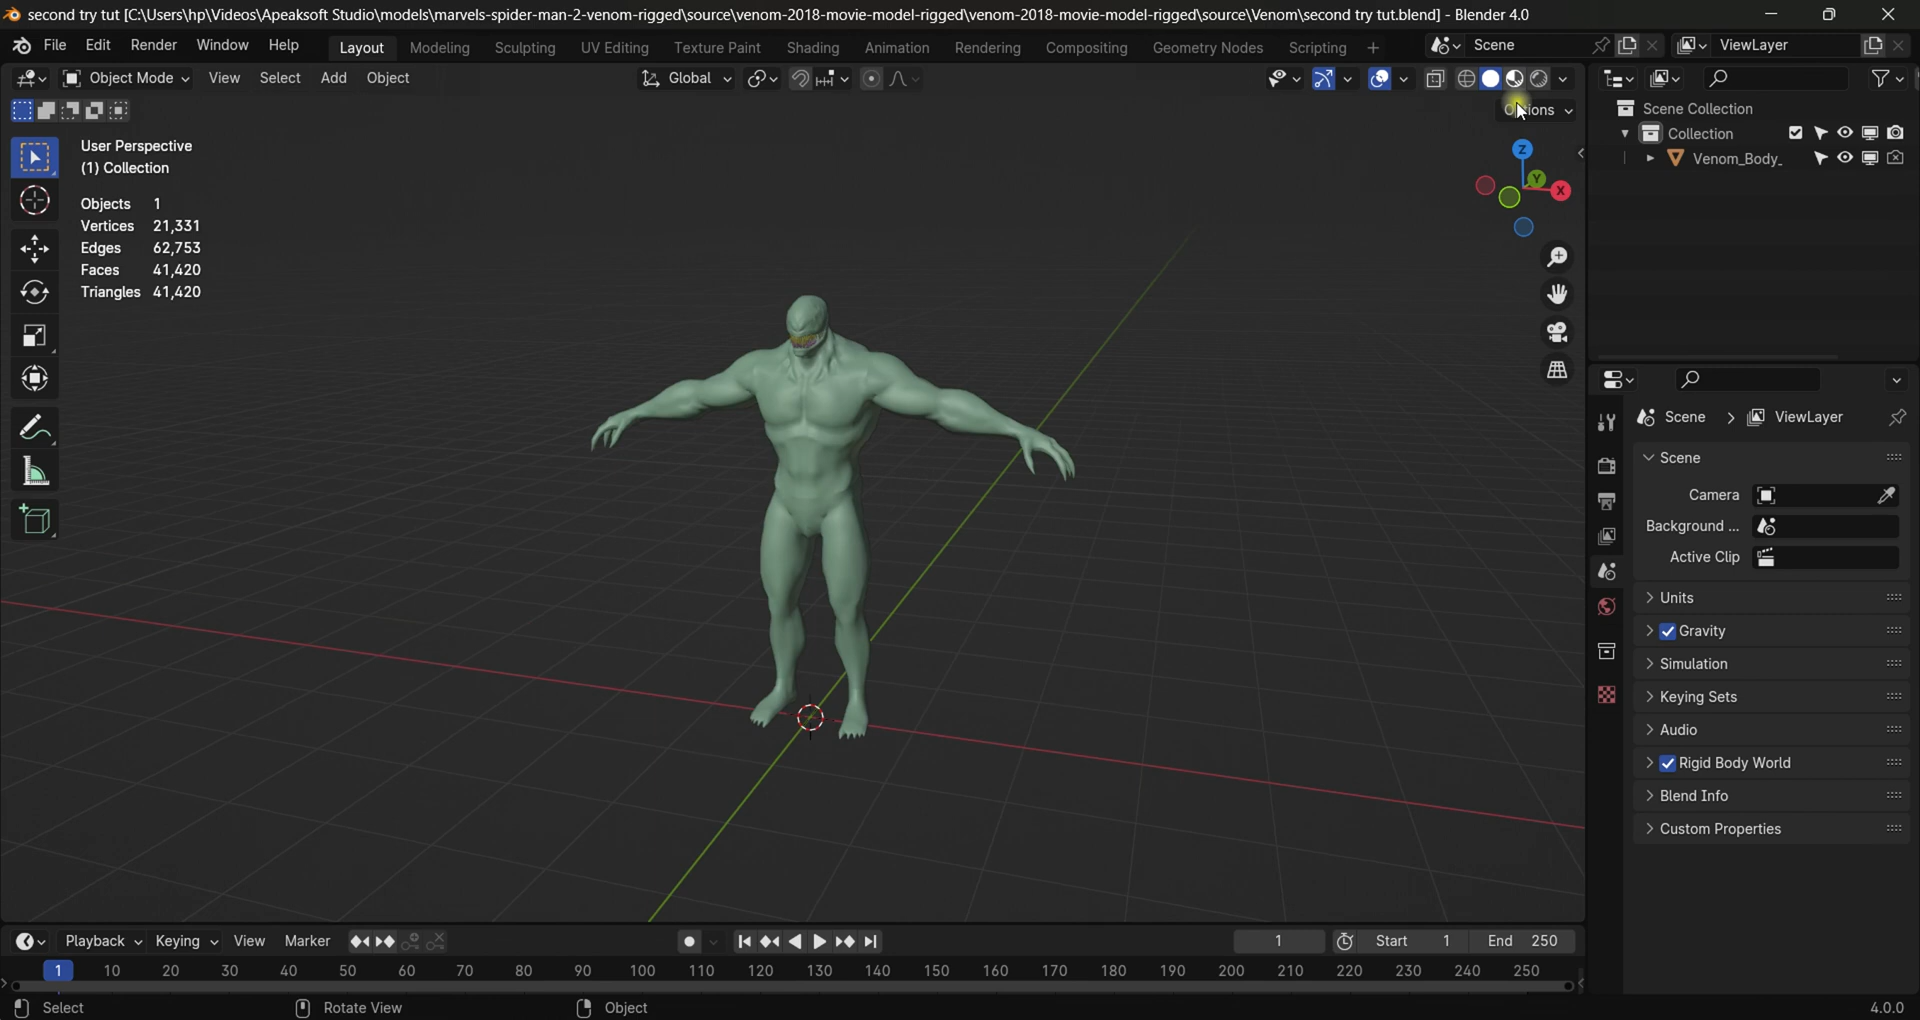 second try tut [C:\Users\hp\Videos\Apeaksoft Studio\models\marvels-spider-man-2-venom-rigged\source\venom-2018-movie-model-rigged\venom-2018-movie-model-rigged\source\Venom\second try tut.blend] - Blender 4.0
File Edit Render Window Help Layout Modeling Sculpting UV Editing Texture Paint Shading Animation Rendering Compositing Geometry Nodes Scripting + Scene ViewLayer
Object Mode View Select Add Object Global
Options
User Perspective
(1) Collection
Objects 1
Vertices 21,331
Edges 62,753
Faces 41,420
Triangles 41,420
Z
Y
X
Scene Collection
Collection
Venom_Body_
Scene > ViewLayer
Scene
Camera
Background ...
Active Clip
Units
Gravity
Simulation
Keying Sets
Audio
Rigid Body World
Blend Info
Custom Properties
Playback Keying View Marker 1 Start 1 End 250
1 10 20 30 40 50 60 70 80 90 100 110 120 130 140 150 160 170 180 190 200 210 220 230 240 250
Select Rotate View Object 4.0.0